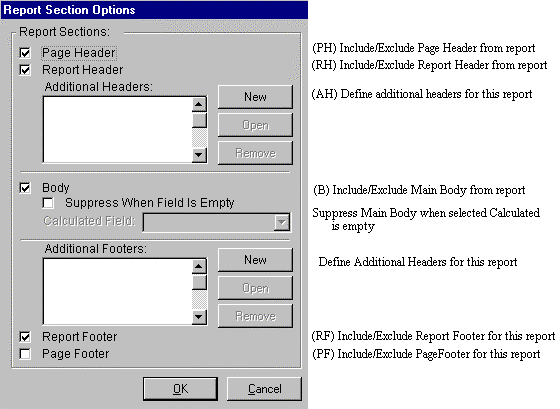 Report Section Options
Report Sections:
Page Header
(PH) Include/Exclude Page Header from report
Report Header
(RH) Include/Exclude Report Header from report
Additional Headers:
New
(AH) Define additional headers for this report
Open
Remove
Body
(B) Include/Exclude Main Body from report
Suppress When Field Is Empty
Calculated Field:
Suppress Main Body when selected Calculated
is empty
Additional Footers:
New
Define Additional Headers for this report
Open
Remove
Report Footer
(RF) Include/Exclude Report Footer for this report
Page Footer
(PF) Include/Exclude PageFooter for this report
OK
Cancel